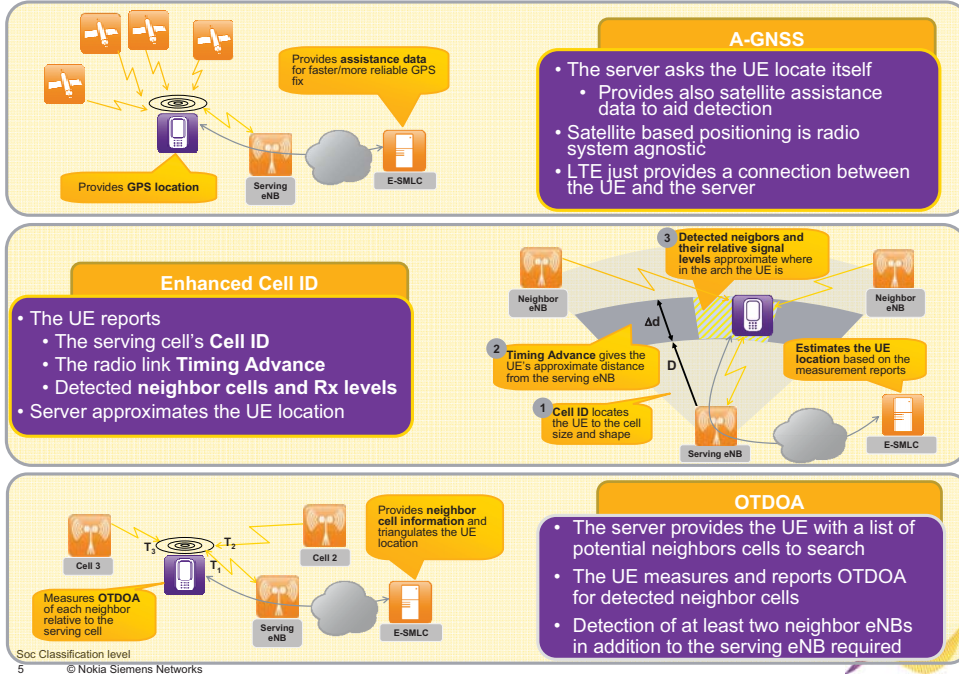 Provides assistance data
for faster/more reliable GPS
fix
Provides GPS location
Serving
eNB
E-SMLC
A-GNSS
• The server asks the UE locate itself
• Provides also satellite assistance
data to aid detection
• Satellite based positioning is radio
system agnostic
• LTE just provides a connection between
the UE and the server
Enhanced Cell ID
• The UE reports
• The serving cell's Cell ID
• The radio link Timing Advance
• Detected neighbor cells and Rx levels
• Server approximates the UE location
3 Detected neigbors and
their relative signal
levels approximate where
in the arch the UE is
Neighbor
eNB
Neighbor
eNB
Δd
2 Timing Advance gives the
UE's approximate distance
from the serving eNB
D
Estimates the UE
location based on the
measurement reports
1 Cell ID locates
the UE to the cell
size and shape
Serving eNB
E-SMLC
Provides neighbor
cell information and
triangulates the UE
location
Cell 3
T3
T2
T1
Cell 2
Measures OTDOA
of each neighbor
relative to the
serving cell
Serving
eNB
E-SMLC
OTDOA
• The server provides the UE with a list of
potential neighbors cells to search
• The UE measures and reports OTDOA
for detected neighbor cells
• Detection of at least two neighbor eNBs
in addition to the serving eNB required
Soc Classification level
5 © Nokia Siemens Networks